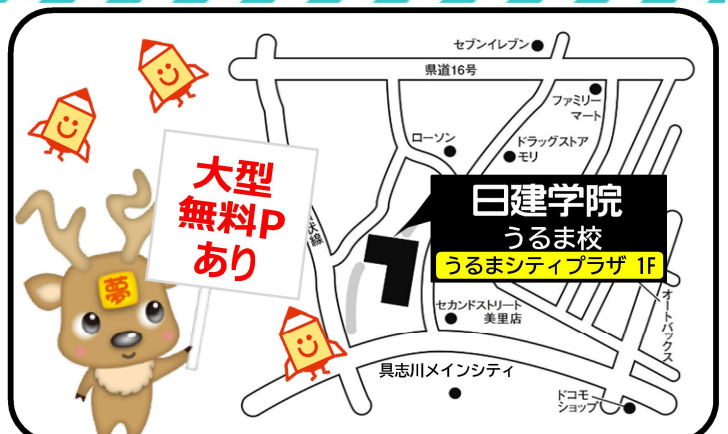 セブンイレブン
県道16号
ファミリー
マート
ローソン
ドラッグストア
モリ
大型
無料P
あり
伏線
日建学院
うるま校
うるまシティプラザ 1F
夢
セカンドストリート
美里店
オートバックス
具志川メインシティ
ドコモ
ショップ